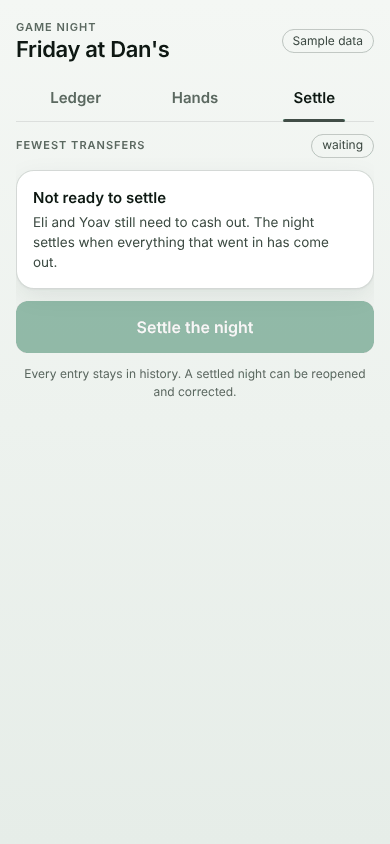 GAME NIGHT
Friday at Dan's
Sample data
Ledger
Hands
Settle
FEWEST TRANSFERS
waiting
Not ready to settle
Eli and Yoav still need to cash out. The night
settles when everything that went in has come
out.
Settle the night
Every entry stays in history. A settled night can be reopened
and corrected.